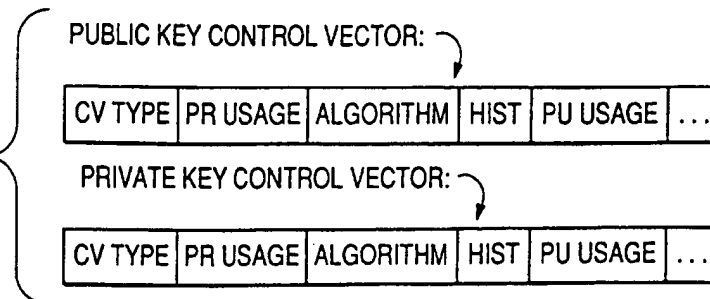 PUBLIC KEY CONTROL VECTOR:
CV TYPE PR USAGE ALGORITHM HIST PU USAGE ...
PRIVATE KEY CONTROL VECTOR:
CV TYPE PR USAGE ALGORITHM HIST PU USAGE ...